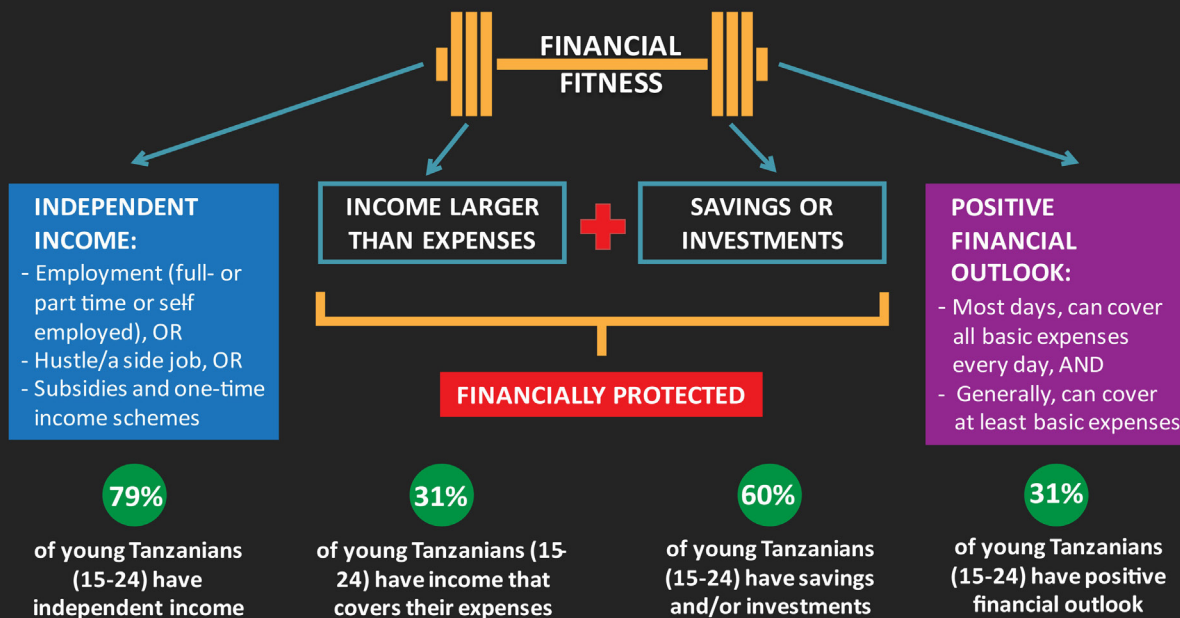 FINANCIAL
FITNESS
INDEPENDENT
INCOME:
- Employment (full- or
part time or self
employed), OR
- Hustle/a side job, OR
- Subsidies and one-time
income schemes
INCOME LARGER
THAN EXPENSES
SAVINGS OR
INVESTMENTS
FINANCIALLY PROTECTED
POSITIVE
FINANCIAL
OUTLOOK:
- Most days, can cover
all basic expenses
every day, AND
- Generally, can cover
at least basic expenses
79%
of young Tanzanians
(15-24) have
independent income
31%
of young Tanzanians (15-
24) have income that
covers their expenses
60%
of young Tanzanians
(15-24) have savings
and/or investments
31%
of young Tanzanians
(15-24) have positive
financial outlook